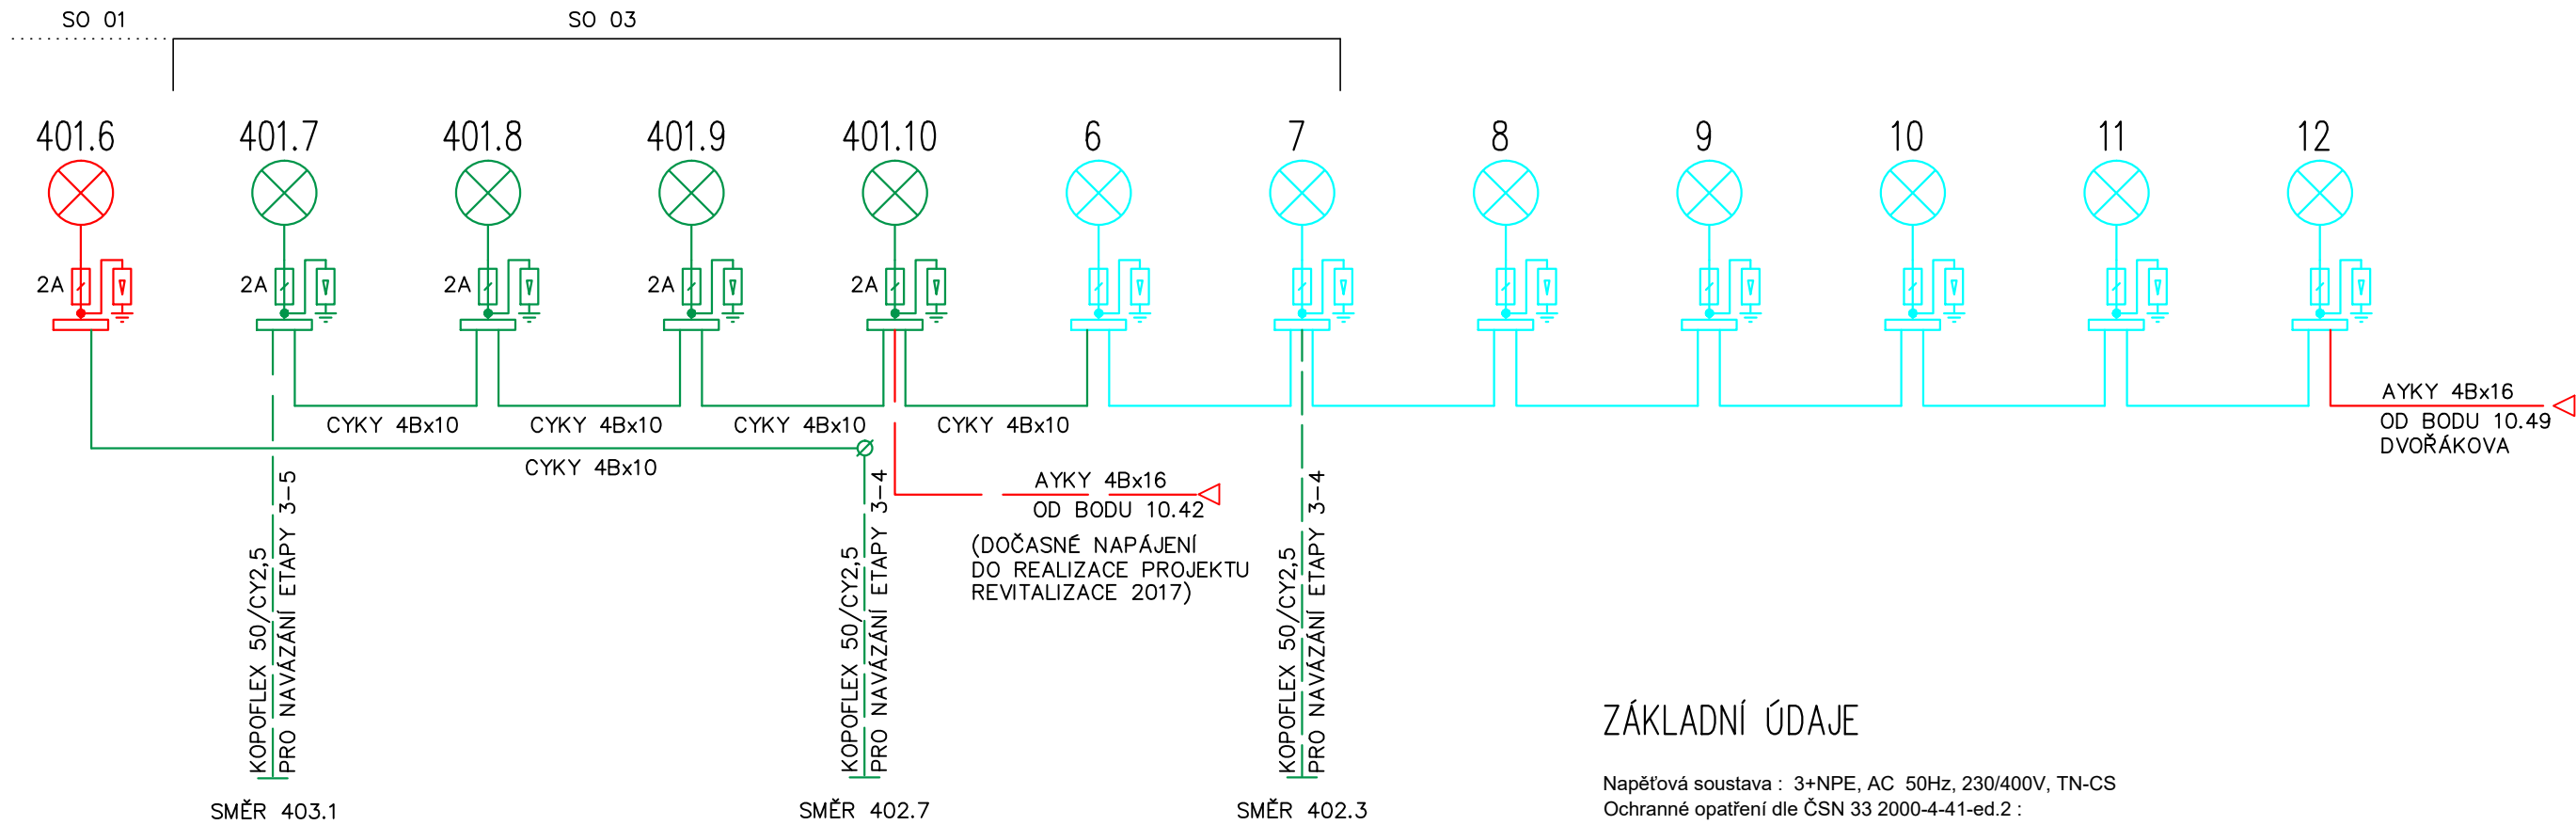 SO 01
SO 03
401.6
401.7
401.8
401.9
401.10
6
7
8
9
10
11
12
2A
2A
2A
2A
2A
CYKY 4Bx10
CYKY 4Bx10
CYKY 4Bx10
CYKY 4Bx10
CYKY 4Bx10
AYKY 4Bx16
OD BODU 10.49
DVOŘÁKOVA
AYKY 4Bx16
OD BODU 10.42
(DOČASNÉ NAPÁJENÍ
DO REALIZACE PROJEKTU
REVITALIZACE 2017)
KOPOFLEX 50/CY2,5
PRO NAVÁZÁNÍ ETAPY 3-5
KOPOFLEX 50/CY2,5
PRO NAVÁZÁNÍ ETAPY 3-4
KOPOFLEX 50/CY2,5
PRO NAVÁZÁNÍ ETAPY 3-4
SMĚR 403.1
SMĚR 402.7
SMĚR 402.3
ZÁKLADNÍ ÚDAJE
Napěťová soustava : 3+NPE, AC 50Hz, 230/400V, TN-CS
Ochranné opatření dle ČSN 33 2000-4-41-ed.2 :